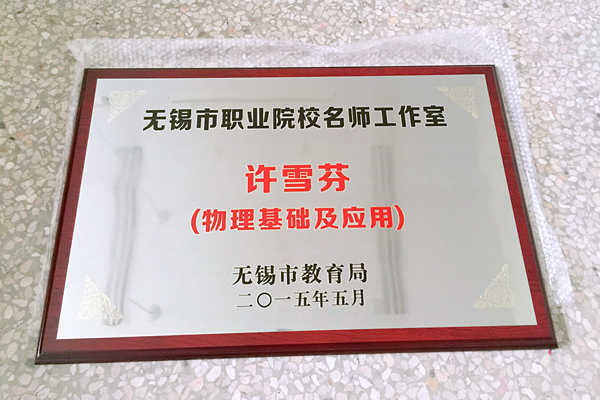 无锡市职业院校名师工作室
许雪芬
(物理基础及应用)
无锡市教育局
二〇一五年五月